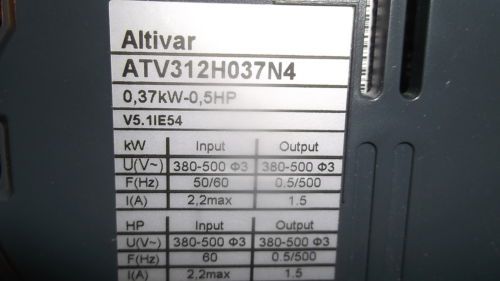 Altivar
ATV312H037N4
0,37kW-0,5HP
V5.1IE54
kW Input Output
U(V~) 380-500 Φ3 380-500 Φ3
F(Hz) 50/60 0.5/500
I(A) 2,2max 1.5
HP Input Output
U(V~) 380-500 Φ3 380-500 Φ3
F(Hz) 60 0.5/500
I(A) 2,2max 1.5